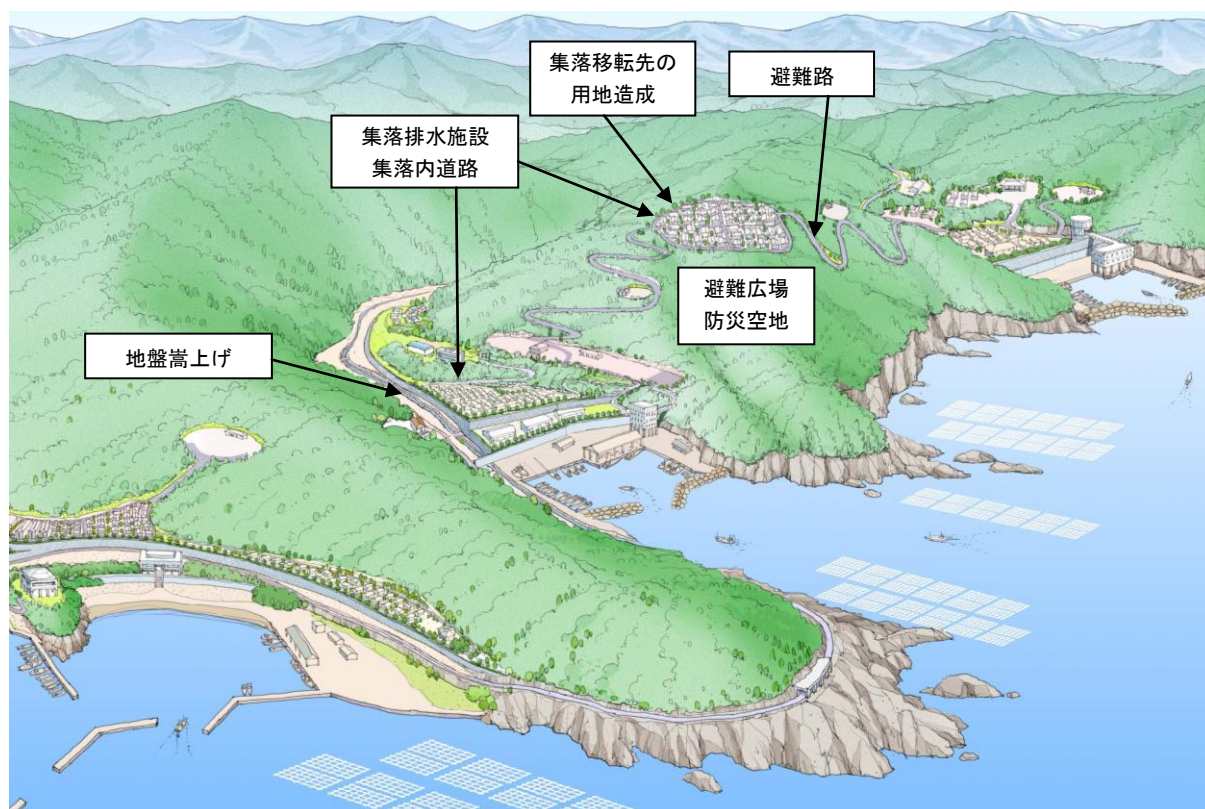 集落移転先の
用地造成
避難路
集落排水施設
集落内道路
避難広場
防災空地
地盤嵩上げ